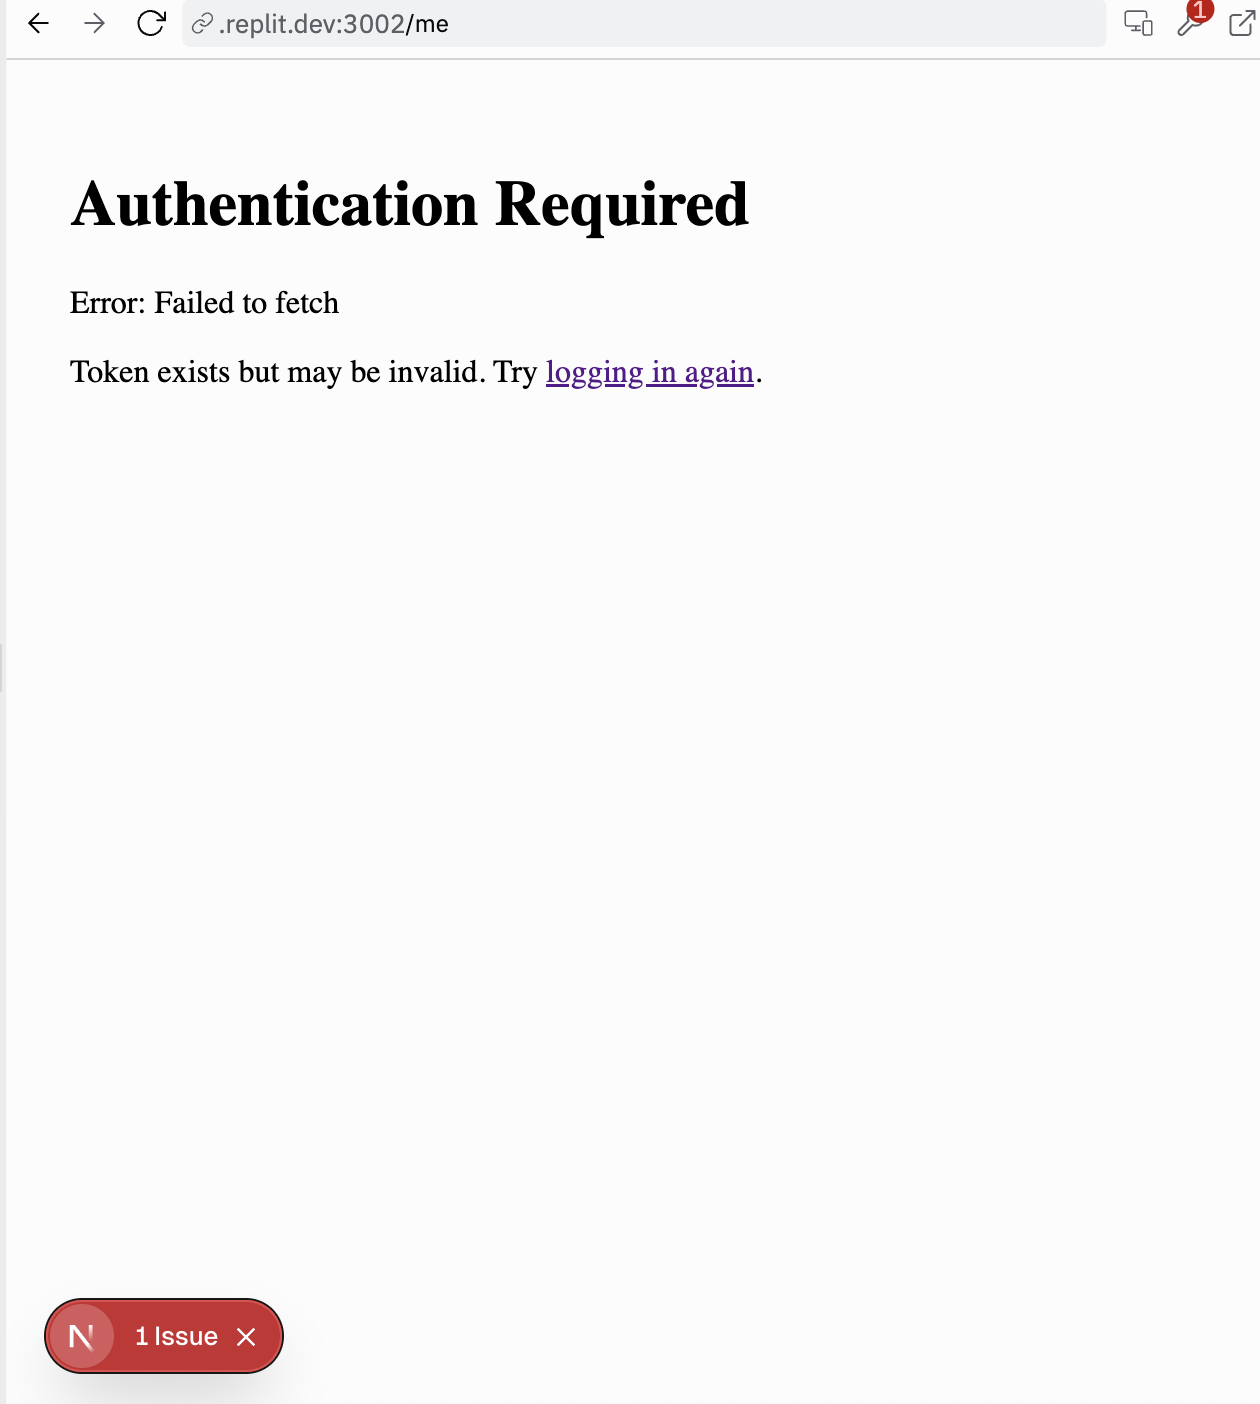 .replit.dev:3002/me
1
Authentication Required
Error: Failed to fetch
Token exists but may be invalid. Try logging in again.
N 1 Issue